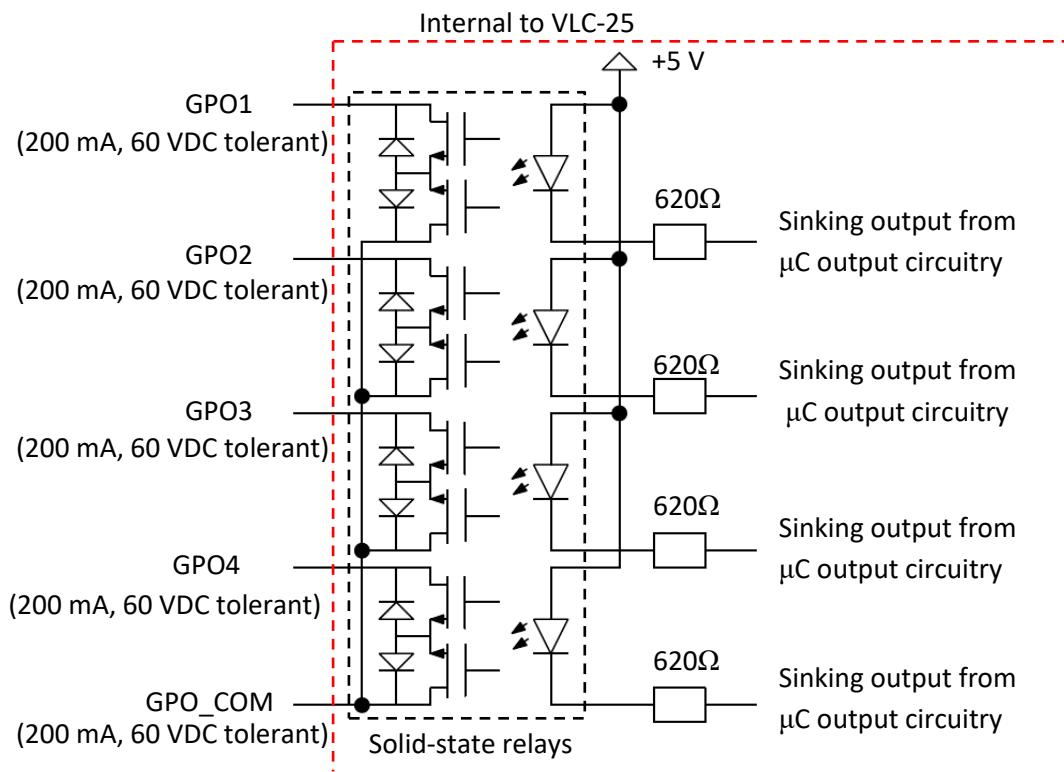 Internal to VLC-25
+5 V
GPO1
(200 mA, 60 VDC tolerant)
620Ω
Sinking output from
μC output circuitry
GPO2
(200 mA, 60 VDC tolerant)
620Ω
Sinking output from
μC output circuitry
GPO3
(200 mA, 60 VDC tolerant)
620Ω
Sinking output from
μC output circuitry
GPO4
(200 mA, 60 VDC tolerant)
620Ω
Sinking output from
μC output circuitry
GPO_COM
(200 mA, 60 VDC tolerant)
Solid-state relays